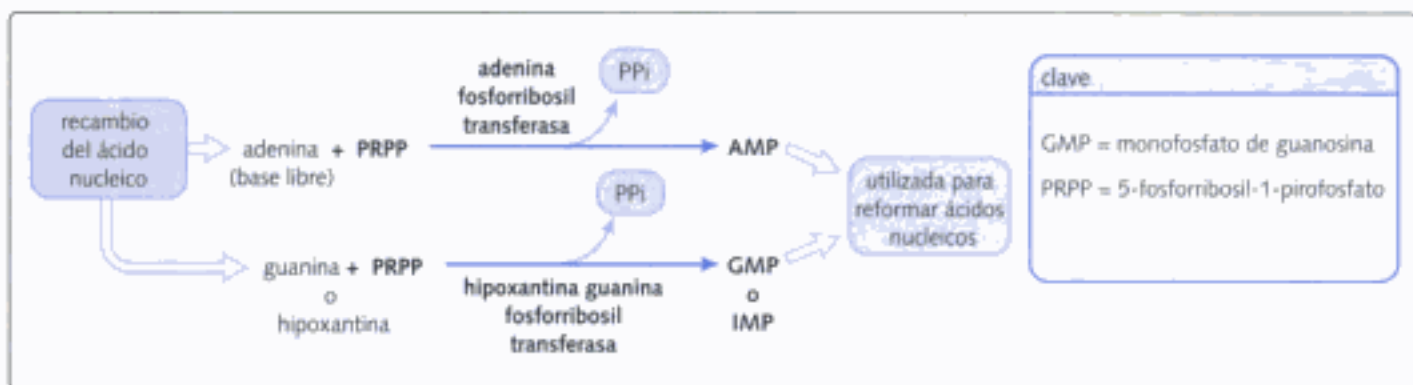 recambio
del ácido
nucleico
adenina + PRPP
(base libre)
adenina
fosforribosil
transferasa
PPi
AMP
guanina + PRPP
o
hipoxantina
PPi
hipoxantina guanina
fosforribosil
transferasa
GMP
o
IMP
utilizada para
reformar ácidos
nucleicos
clave
GMP = monofosfato de guanosina
PRPP = 5-fosforribosil-1-pirofosfato